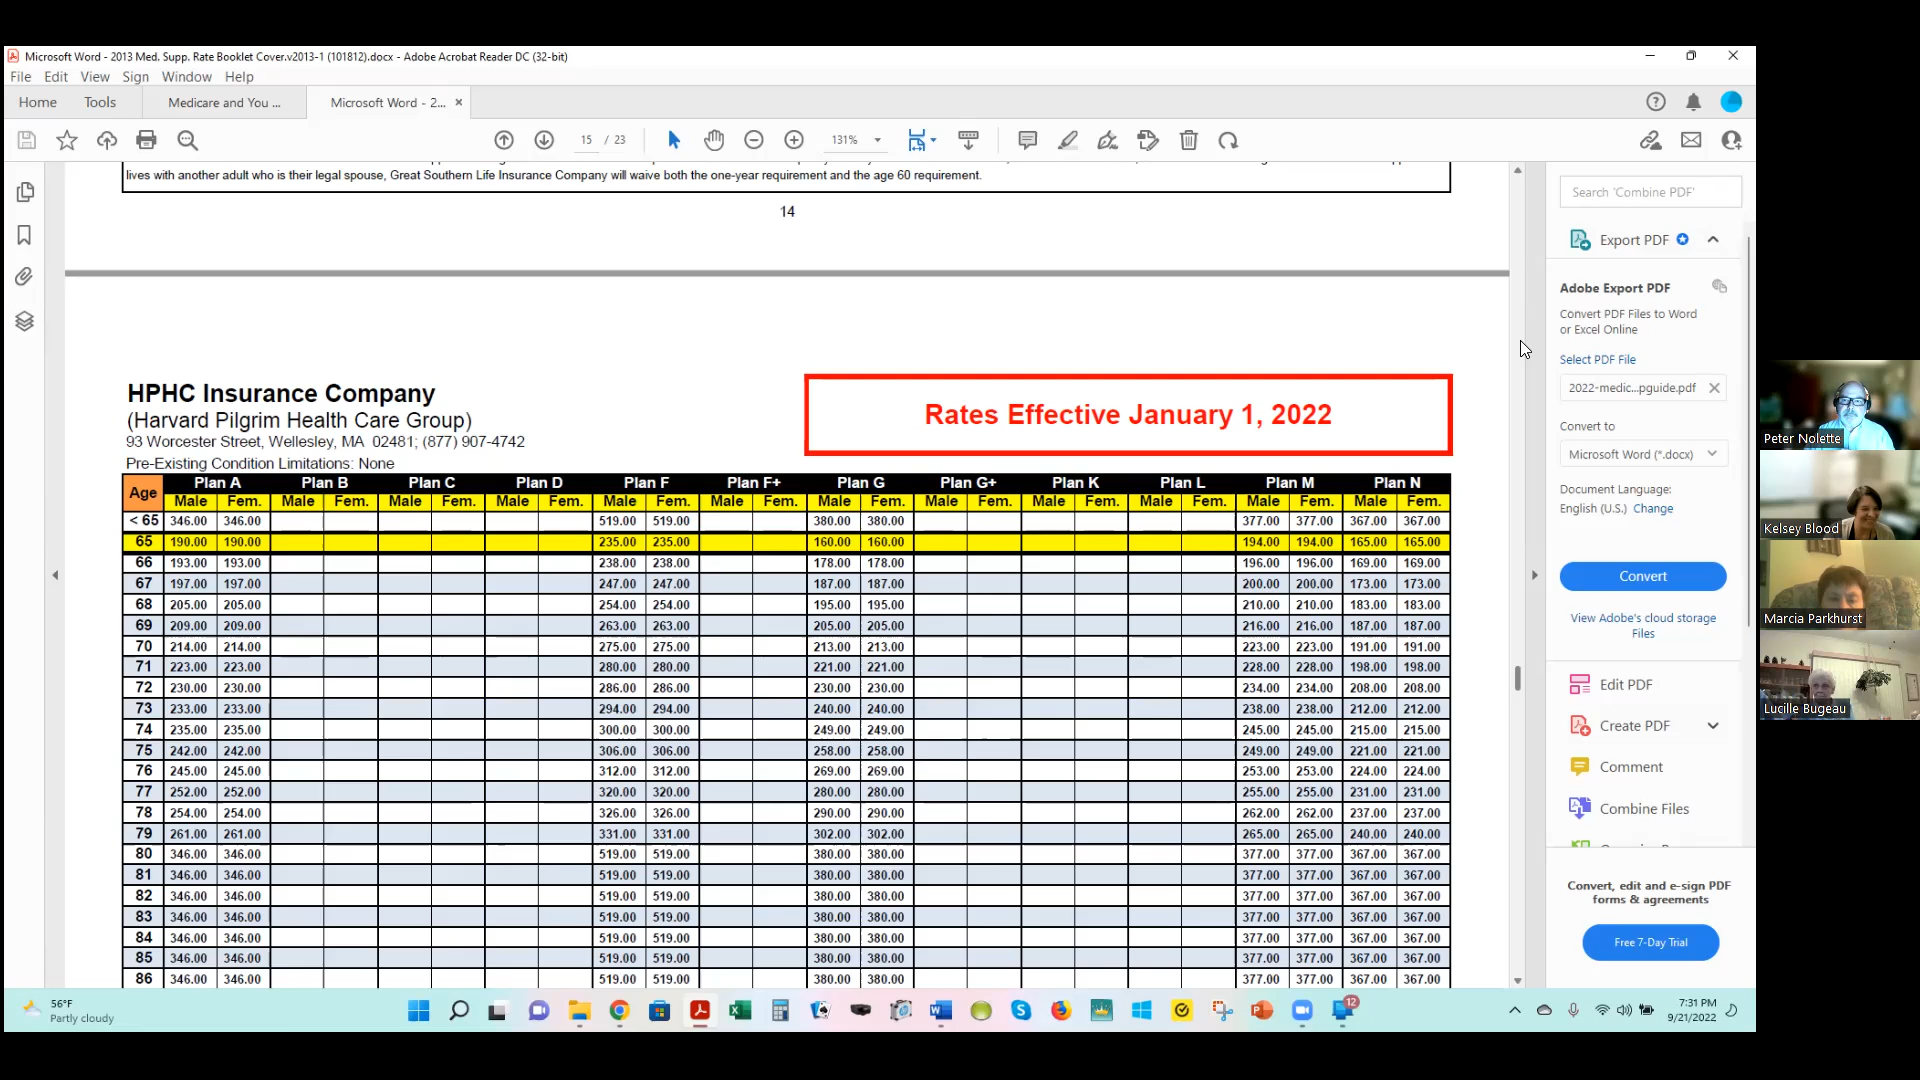 Microsoft Word - 2013 Med. Supp. Rate Booklet Cover.v2013-1 (101812).docx - Adobe Acrobat Reader DC (32-bit)
File Edit View Sign Window Help
Home Tools Medicare and You ... Microsoft Word - 2... ×
15 / 23 131%
lives with another adult who is their legal spouse, Great Southern Life Insurance Company will waive both the one-year requirement and the age 60 requirement.
14
HPHC Insurance Company
(Harvard Pilgrim Health Care Group)
93 Worcester Street, Wellesley, MA 02481; (877) 907-4742
Pre-Existing Condition Limitations: None
Rates Effective January 1, 2022
Age Plan A Plan B Plan C Plan D Plan F Plan F+ Plan G Plan G+ Plan K Plan L Plan M Plan N
Male Fem. Male Fem. Male Fem. Male Fem. Male Fem. Male Fem. Male Fem. Male Fem. Male Fem. Male Fem. Male Fem. Male Fem.
< 65 346.00 346.00 519.00 519.00 380.00 380.00 377.00 377.00 367.00 367.00
65 190.00 190.00 235.00 235.00 160.00 160.00 194.00 194.00 165.00 165.00
66 193.00 193.00 238.00 238.00 178.00 178.00 196.00 196.00 169.00 169.00
67 197.00 197.00 247.00 247.00 187.00 187.00 200.00 200.00 173.00 173.00
68 205.00 205.00 254.00 254.00 195.00 195.00 210.00 210.00 183.00 183.00
69 209.00 209.00 263.00 263.00 205.00 205.00 216.00 216.00 187.00 187.00
70 214.00 214.00 275.00 275.00 213.00 213.00 223.00 223.00 191.00 191.00
71 223.00 223.00 280.00 280.00 221.00 221.00 228.00 228.00 198.00 198.00
72 230.00 230.00 286.00 286.00 230.00 230.00 234.00 234.00 208.00 208.00
73 233.00 233.00 294.00 294.00 240.00 240.00 238.00 238.00 212.00 212.00
74 235.00 235.00 300.00 300.00 249.00 249.00 245.00 245.00 215.00 215.00
75 242.00 242.00 306.00 306.00 258.00 258.00 249.00 249.00 221.00 221.00
76 245.00 245.00 312.00 312.00 269.00 269.00 253.00 253.00 224.00 224.00
77 252.00 252.00 320.00 320.00 280.00 280.00 255.00 255.00 231.00 231.00
78 254.00 254.00 326.00 326.00 290.00 290.00 262.00 262.00 237.00 237.00
79 261.00 261.00 331.00 331.00 302.00 302.00 265.00 265.00 240.00 240.00
80 346.00 346.00 519.00 519.00 380.00 380.00 377.00 377.00 367.00 367.00
81 346.00 346.00 519.00 519.00 380.00 380.00 377.00 377.00 367.00 367.00
82 346.00 346.00 519.00 519.00 380.00 380.00 377.00 377.00 367.00 367.00
83 346.00 346.00 519.00 519.00 380.00 380.00 377.00 377.00 367.00 367.00
84 346.00 346.00 519.00 519.00 380.00 380.00 377.00 377.00 367.00 367.00
85 346.00 346.00 519.00 519.00 380.00 380.00 377.00 377.00 367.00 367.00
86 346.00 346.00 519.00 519.00 380.00 380.00 377.00 377.00 367.00 367.00
Search 'Combine PDF'
Export PDF
Adobe Export PDF
Convert PDF Files to Word
or Excel Online
Select PDF File
2022-medic...pguide.pdf
Convert to
Microsoft Word (*.docx)
Document Language:
English (U.S.) Change
Convert
View Adobe's cloud storage
Files
Edit PDF
Create PDF
Comment
Combine Files
Convert, edit and e-sign PDF
forms & agreements
Free 7-Day Trial
Peter Nolette
Kelsey Blood
Marcia Parkhurst
Lucille Bugeau
56°F
Partly cloudy
12
7:31 PM
9/21/2022